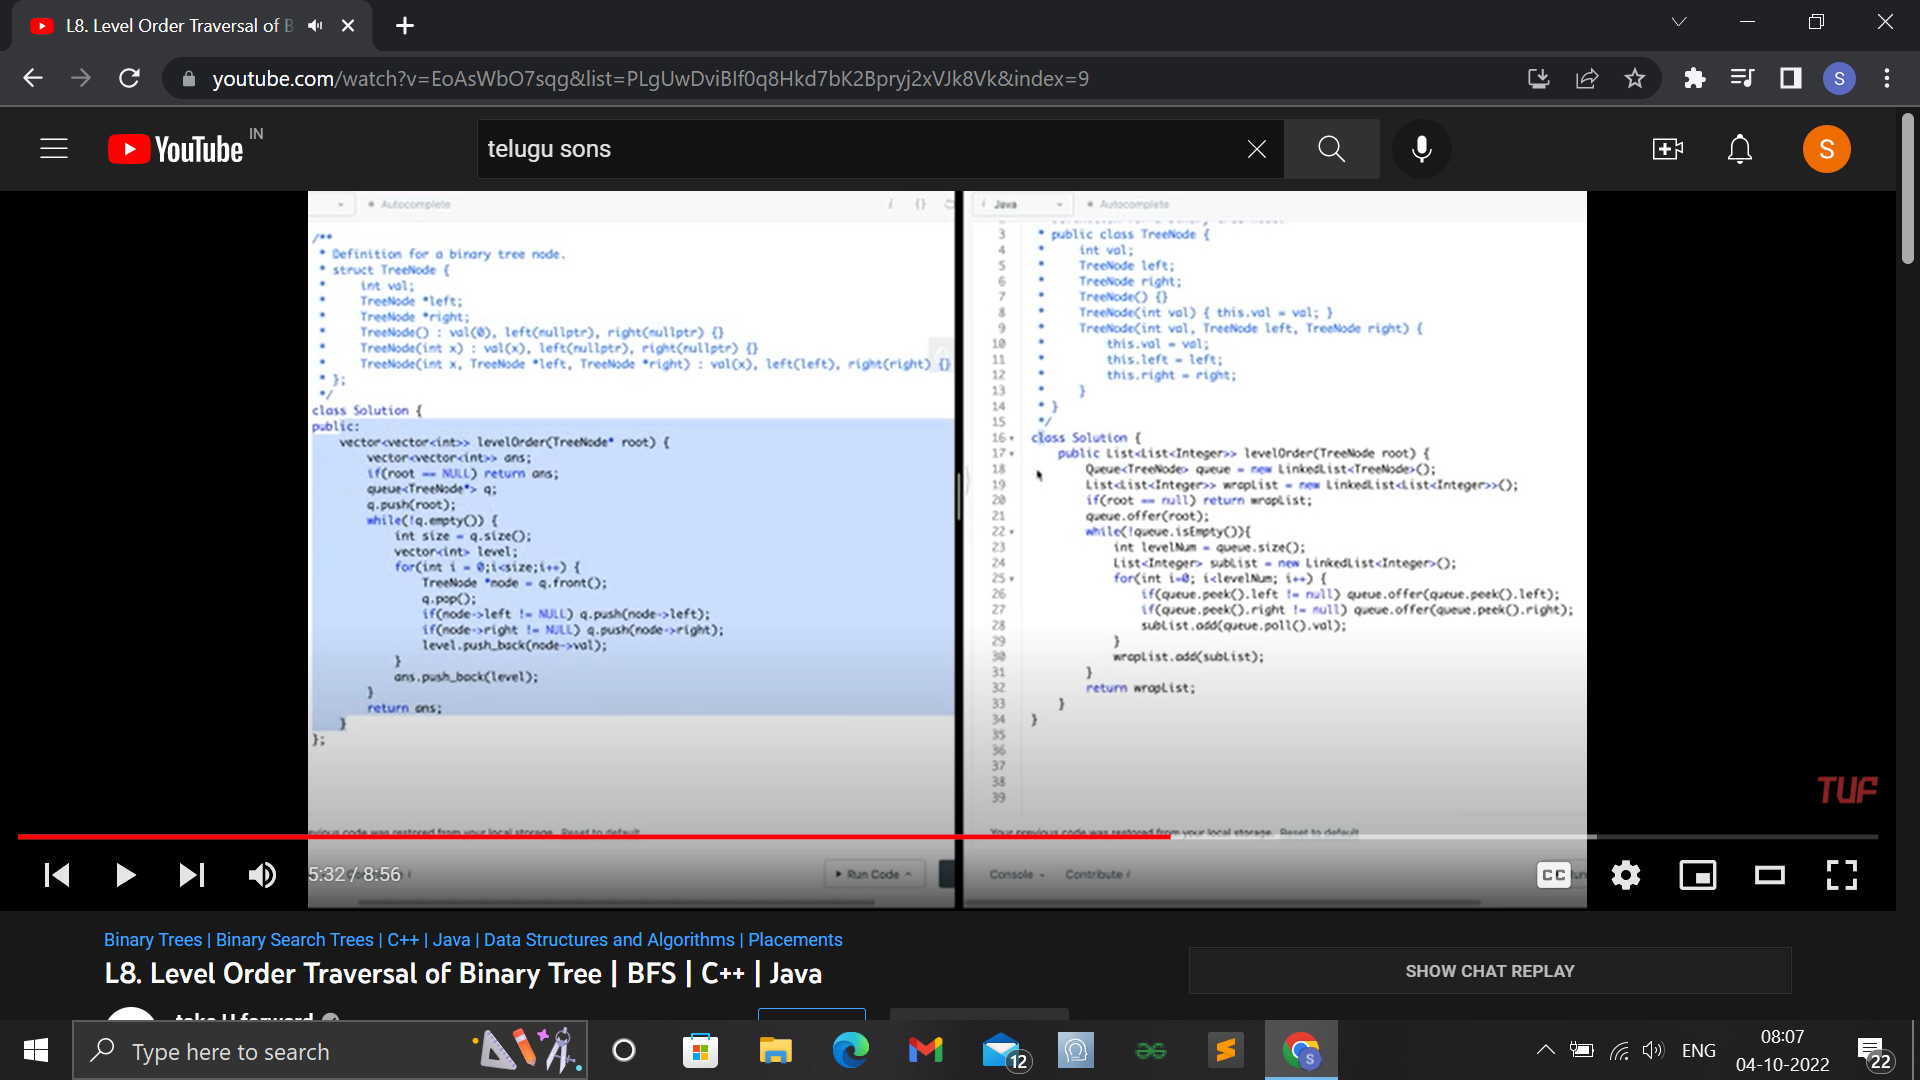 L8. Level Order Traversal of B
youtube.com/watch?v=EoAsWbO7sqg&list=PLgUwDviBIf0q8Hkd7bK2Bpryj2xVJk8Vk&index=9
S
YouTube IN
telugu sons
S
Autocomplete
i {}
/**
* Definition for a binary tree node.
* struct TreeNode {
*     int val;
*     TreeNode *left;
*     TreeNode *right;
*     TreeNode() : val(0), left(nullptr), right(nullptr) {}
*     TreeNode(int x) : val(x), left(nullptr), right(nullptr) {}
*     TreeNode(int x, TreeNode *left, TreeNode *right) : val(x), left(left), right(right) {}
* };
*/
class Solution {
public:
    vector<vector<int>> levelOrder(TreeNode* root) {
        vector<vector<int>> ans;
        if(root == NULL) return ans;
        queue<TreeNode*> q;
        q.push(root);
        while(!q.empty()) {
            int size = q.size();
            vector<int> level;
            for(int i = 0;i<size;i++) {
                TreeNode *node = q.front();
                q.pop();
                if(node->left != NULL) q.push(node->left);
                if(node->right != NULL) q.push(node->right);
                level.push_back(node->val);
            }
            ans.push_back(level);
        }
        return ans;
    }
};
previous code was restored from your local storage. Reset to default
Run Code
i Java
Autocomplete
3 * public class TreeNode {
4 *     int val;
5 *     TreeNode left;
6 *     TreeNode right;
7 *     TreeNode() {}
8 *     TreeNode(int val) { this.val = val; }
9 *     TreeNode(int val, TreeNode left, TreeNode right) {
10 *         this.val = val;
11 *         this.left = left;
12 *         this.right = right;
13 *     }
14 * }
15 */
16 class Solution {
17     public List<List<Integer>> levelOrder(TreeNode root) {
18         Queue<TreeNode> queue = new LinkedList<TreeNode>();
19         List<List<Integer>> wrapList = new LinkedList<List<Integer>>();
20         if(root == null) return wrapList;
21         queue.offer(root);
22         while(!queue.isEmpty()){
23             int levelNum = queue.size();
24             List<Integer> subList = new LinkedList<Integer>();
25             for(int i=0; i<levelNum; i++) {
26                 if(queue.peek().left != null) queue.offer(queue.peek().left);
27                 if(queue.peek().right != null) queue.offer(queue.peek().right);
28                 subList.add(queue.poll().val);
29             }
30             wrapList.add(subList);
31         }
32         return wrapList;
33     }
34 }
35
36
37
38
39
Your previous code was restored from your local storage. Reset to default
Console
Contribute i
TUF
5:32 / 8:56
CC
Binary Trees | Binary Search Trees | C++ | Java | Data Structures and Algorithms | Placements
L8. Level Order Traversal of Binary Tree | BFS | C++ | Java
SHOW CHAT REPLAY
take U forward
Type here to search
12
S
ENG
08:07
04-10-2022
22